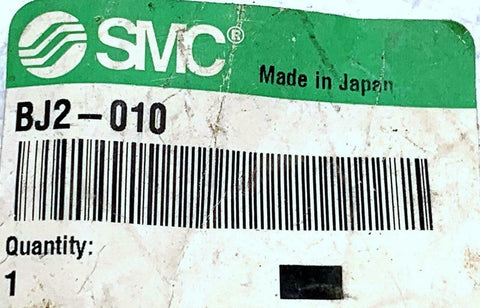 SMC®
Made in Japan
BJ2-010
Quantity:
1